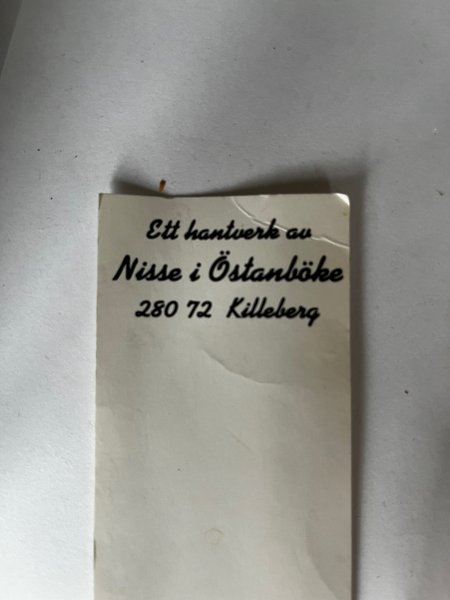 Ett hantverk av
Nisse i Östanböke
280 72 Killeberg